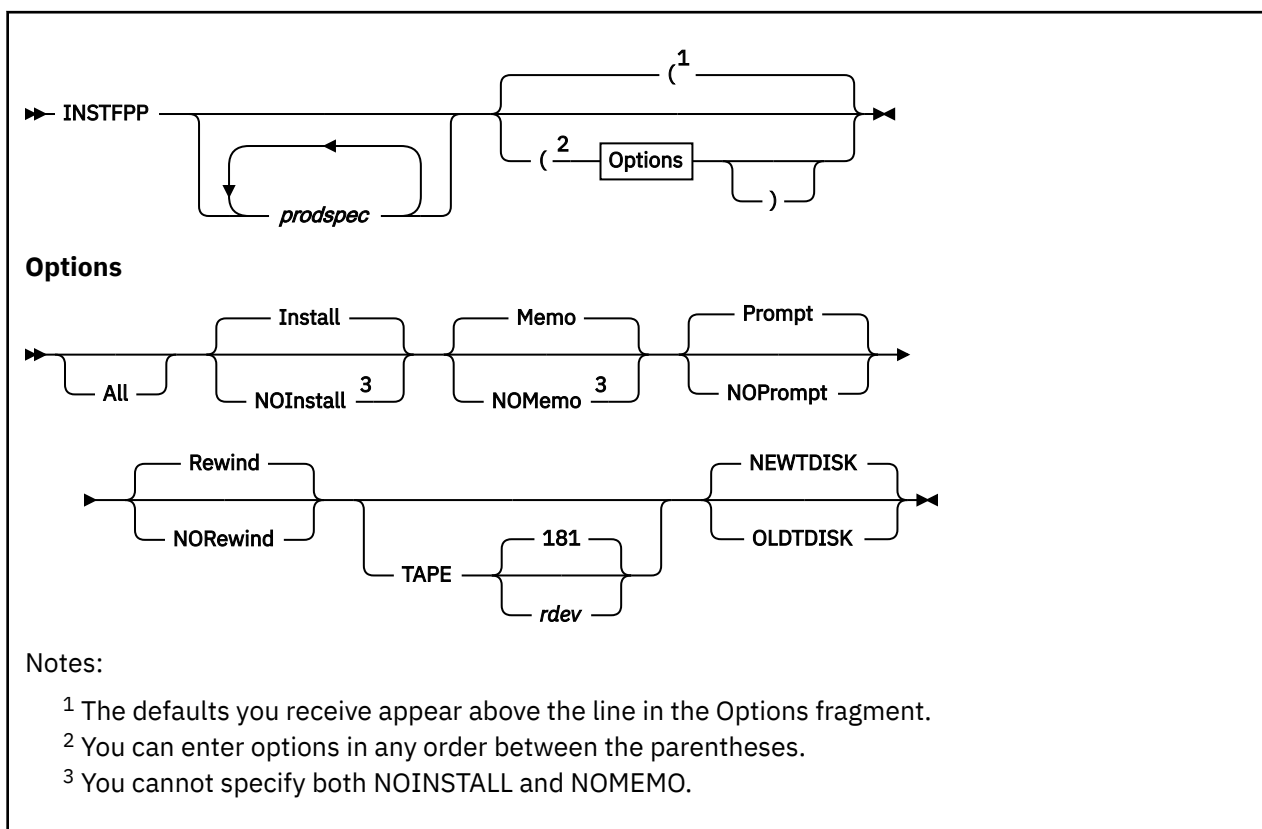 ( 1
INSTFPP
( 2 Options )
prodspec
Options
Install Memo Prompt
All NOInstall 3 NOMemo 3 NOPrompt
Rewind NEWTDISK
NORewind 181 OLDTDISK
TAPE
rdev
Notes:
1 The defaults you receive appear above the line in the Options fragment.
2 You can enter options in any order between the parentheses.
3 You cannot specify both NOINSTALL and NOMEMO.